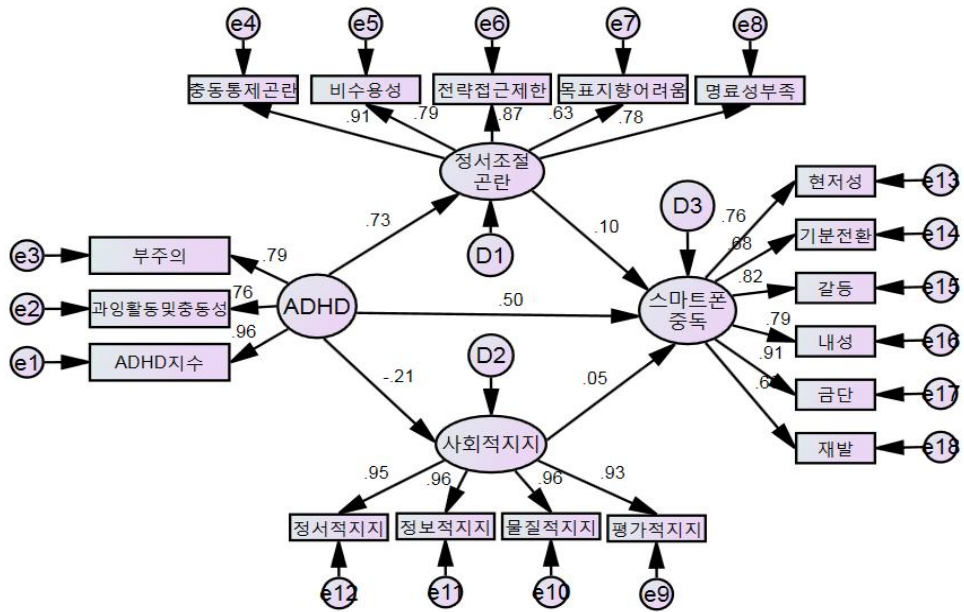 e4
e5
e6
e7
e8
충동통제곤란
비수용성
전략접근제한
목표지향어려움
명료성부족
.91
.79
.87
.63
.78
정서조절
곤란
D1
.73
.10
D3
e3
부주의
.79
e2
과잉활동및충동성
.76
e1
ADHD지수
.96
ADHD
.50
스마트폰
중독
.76
현저성
e13
.68
기분전환
e14
.82
갈등
e15
.79
내성
e16
.91
금단
e17
재발
e18
-.21
D2
.05
사회적지지
.95
.96
.96
.93
정서적지지
정보적지지
물질적지지
평가적지지
e12
e11
e10
e9